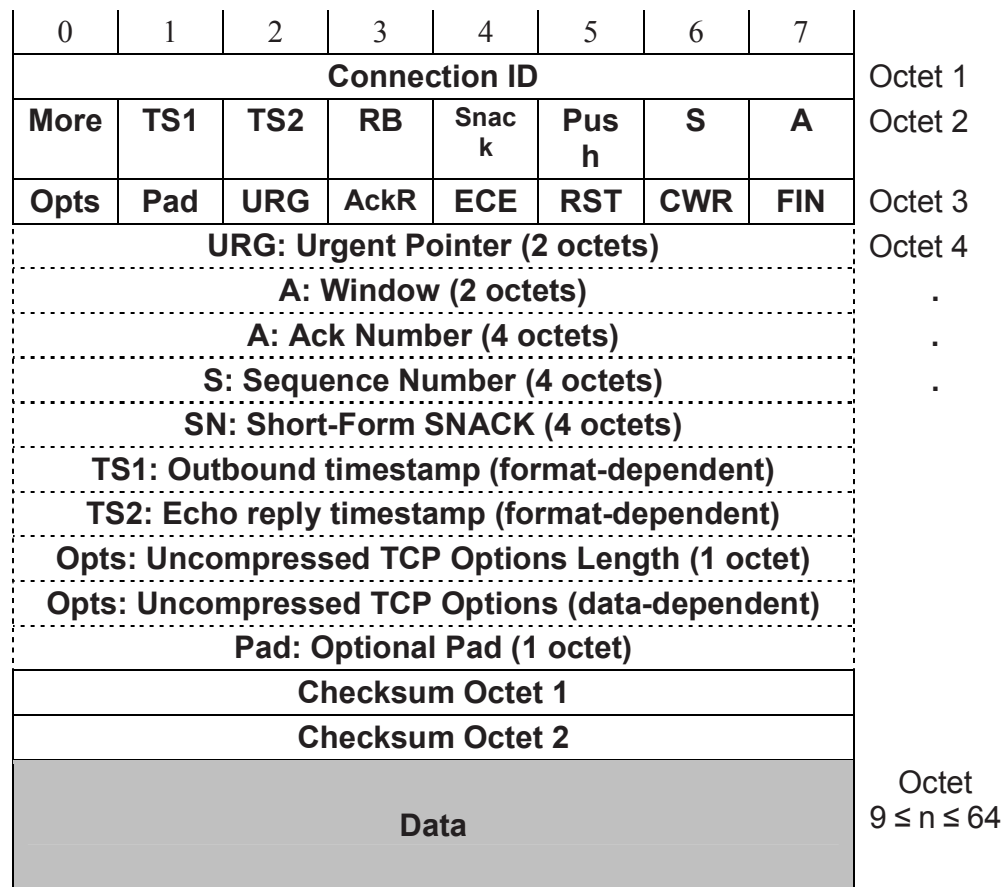 0 1 2 3 4 5 6 7
Connection ID Octet 1
More TS1 TS2 RB Snac k Pus h S A Octet 2
Opts Pad URG AckR ECE RST CWR FIN Octet 3
URG: Urgent Pointer (2 octets) Octet 4
A: Window (2 octets) .
A: Ack Number (4 octets) .
S: Sequence Number (4 octets) .
SN: Short-Form SNACK (4 octets)
TS1: Outbound timestamp (format-dependent)
TS2: Echo reply timestamp (format-dependent)
Opts: Uncompressed TCP Options Length (1 octet)
Opts: Uncompressed TCP Options (data-dependent)
Pad: Optional Pad (1 octet)
Checksum Octet 1
Checksum Octet 2
Data
Octet
9 ≤ n ≤ 64